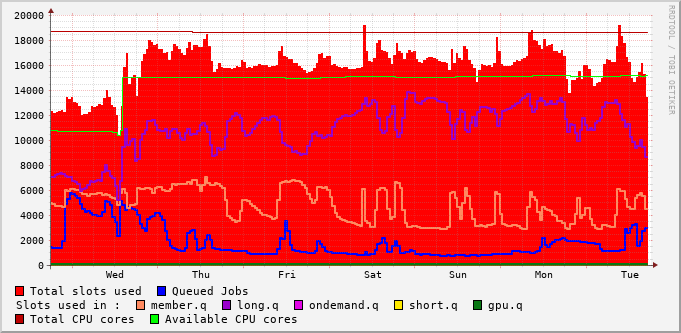 20000
18000
16000
14000
12000
10000
8000
6000
4000
2000
0
Wed Thu Fri Sat Sun Mon Tue
RRDTOOL / TOBI OETIKER
Total slots used Queued Jobs
Slots used in : member.q long.q ondemand.q short.q gpu.q
Total CPU cores Available CPU cores